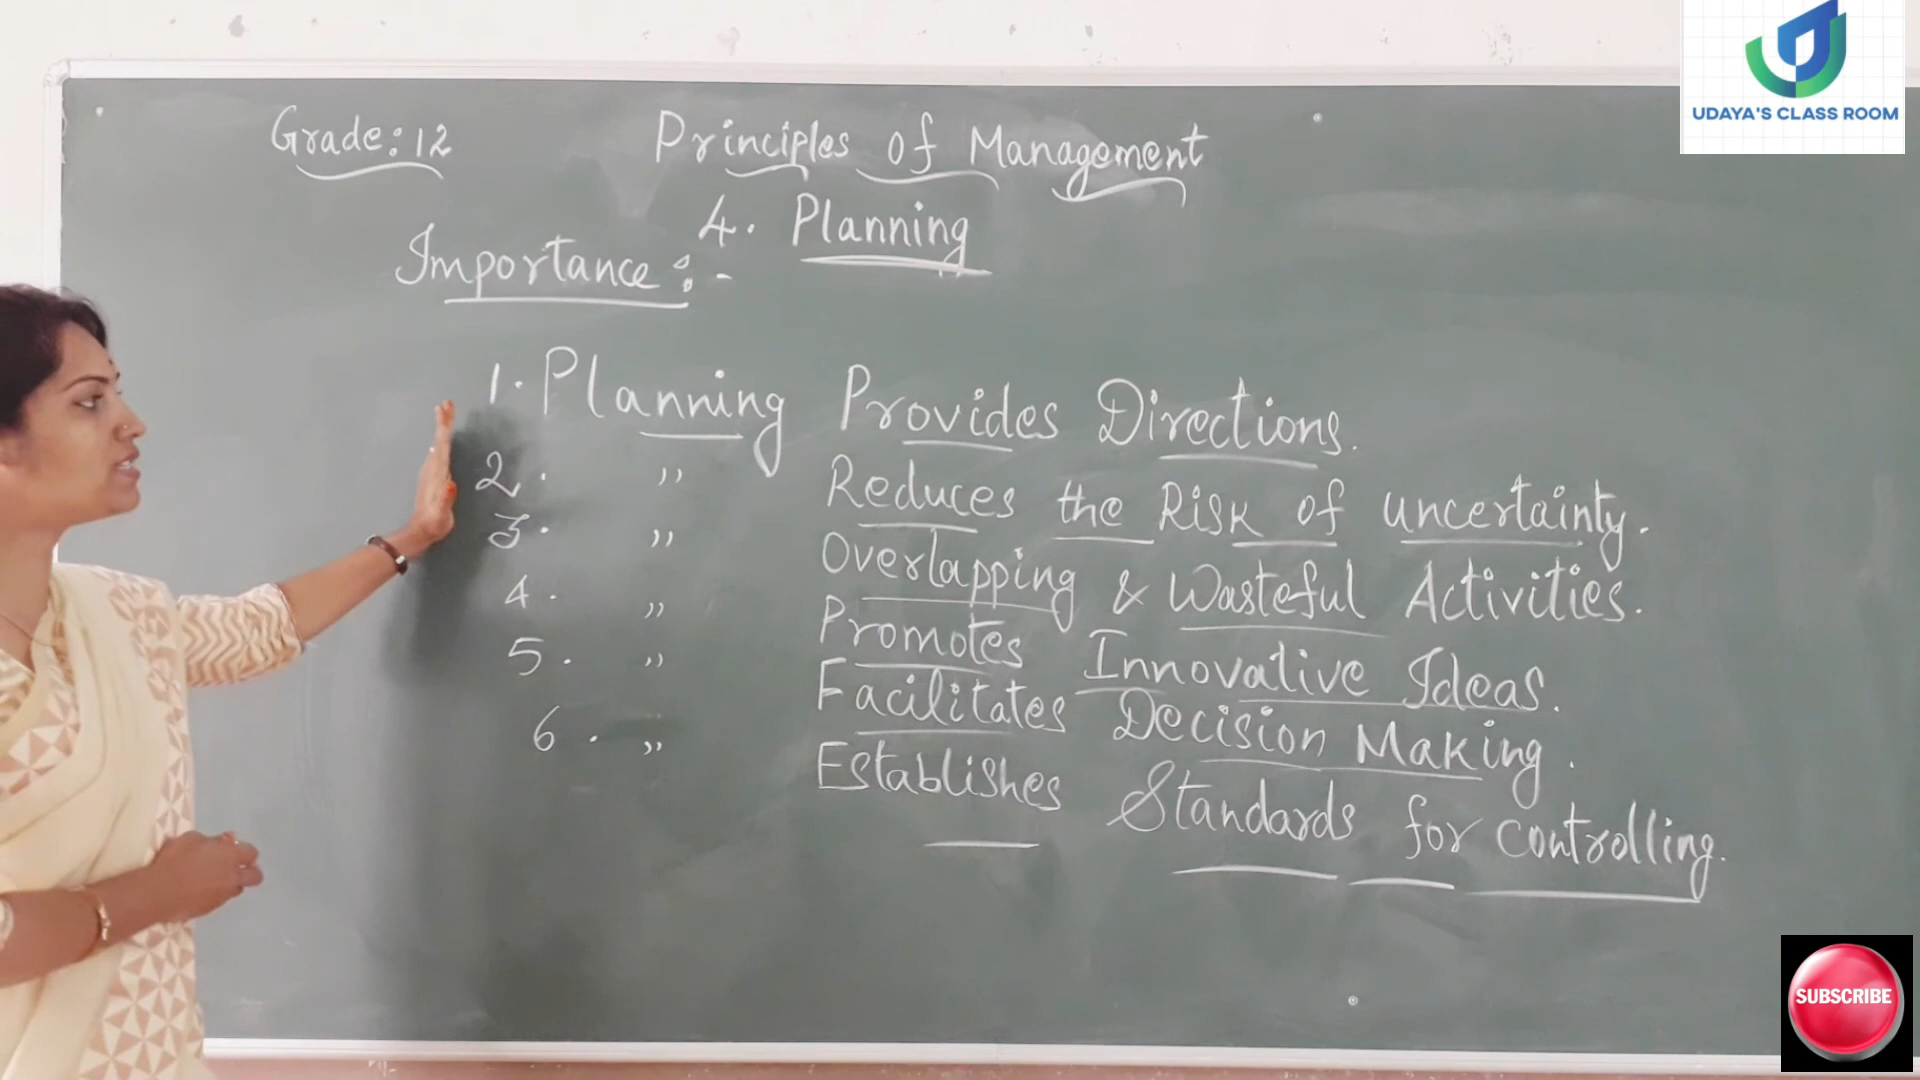 UDAYA'S CLASS ROOM
Grade: 12 Principles of Management
4. Planning
Importance :-
1. Planning Provides Directions.
2. " Reduces the Risk of uncertainty.
3. " Overlapping & Wasteful Activities.
4. " Promotes Innovative Ideas.
5. " Facilitates Decision Making.
6. " Establishes Standards for controlling.
SUBSCRIBE